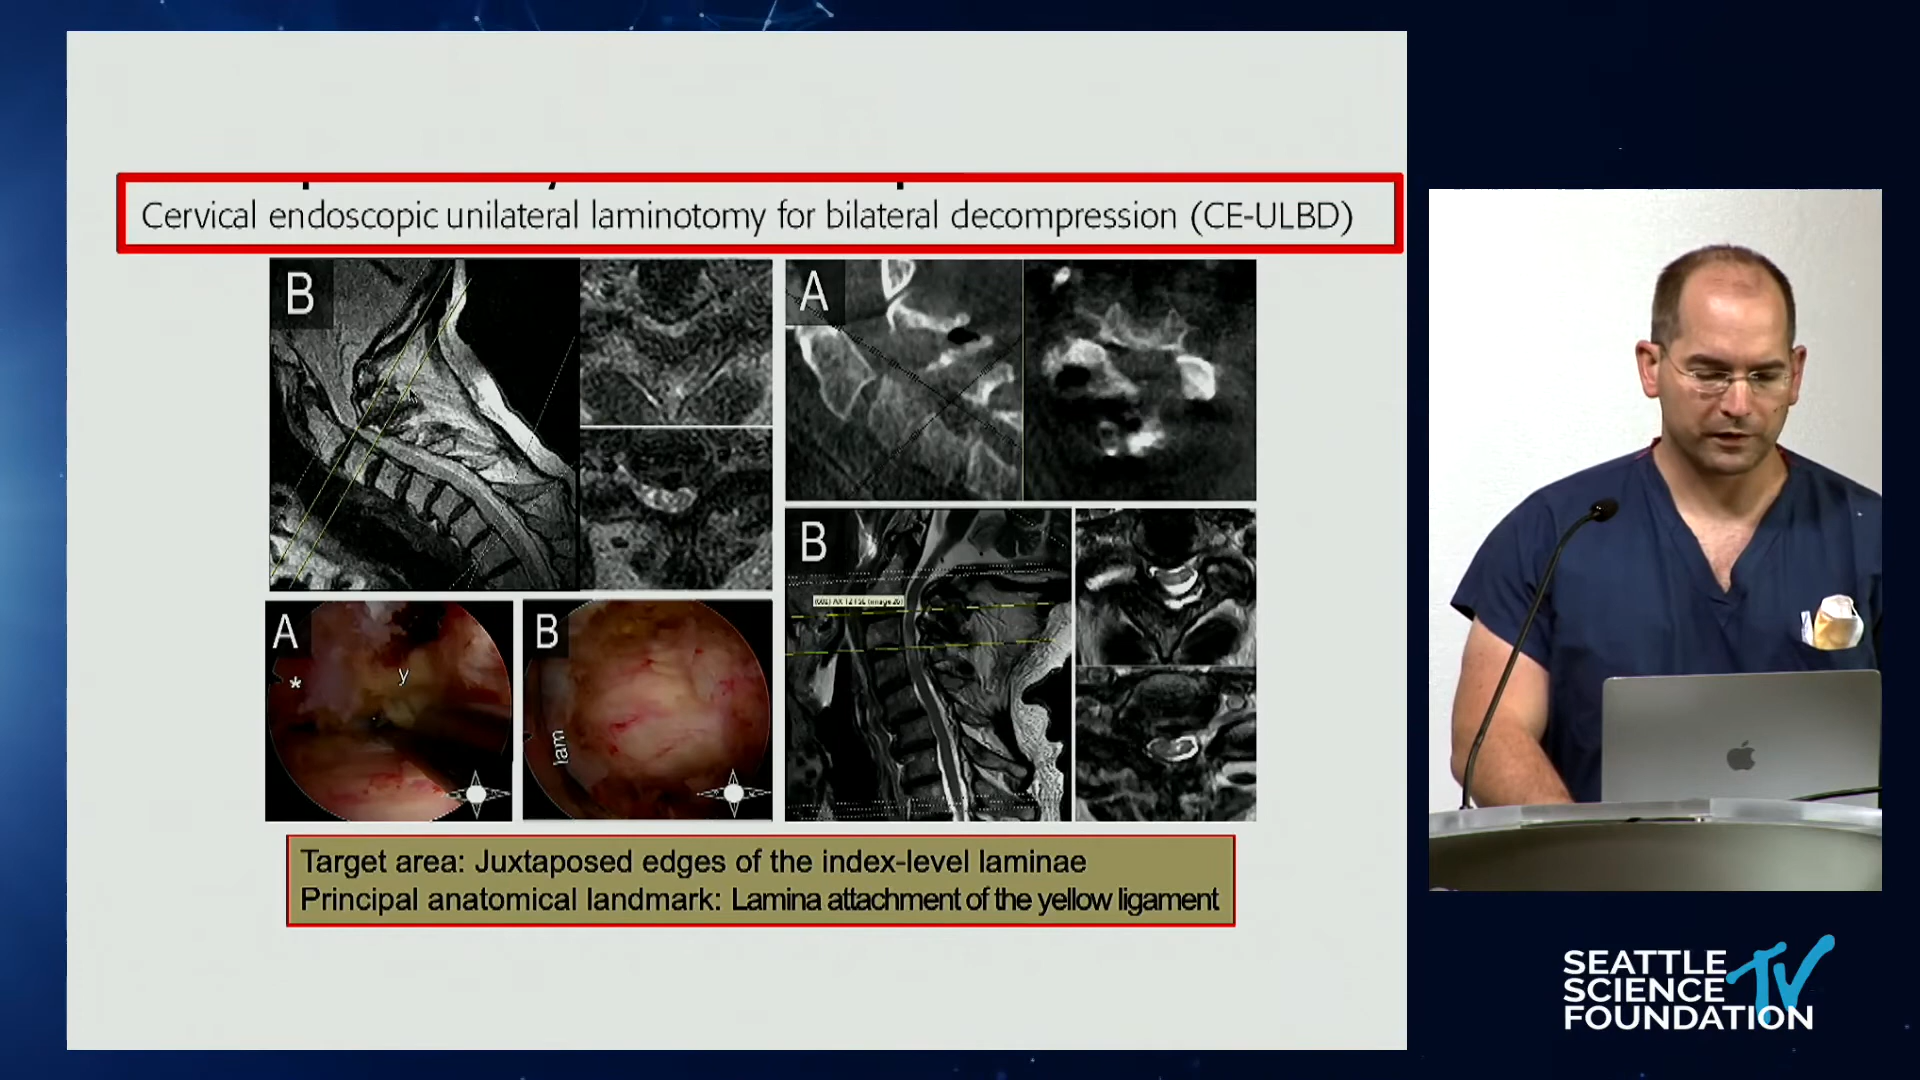 Cervical endoscopic unilateral laminotomy for bilateral decompression (CE-ULBD)
B
A
B
A
*
y
B
lam
Target area: Juxtaposed edges of the index-level laminae
Principal anatomical landmark: Lamina attachment of the yellow ligament
SEATTLE
SCIENCE
FOUNDATION
TV